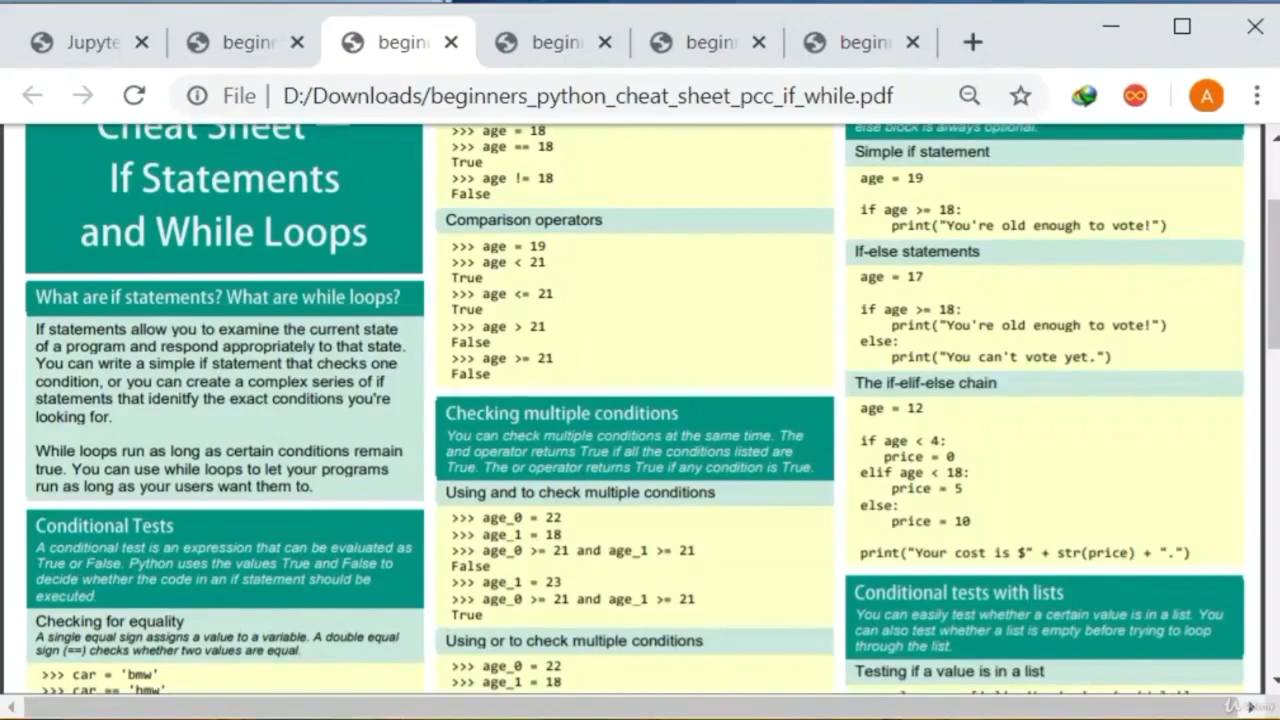 Jupyte
begin
begin
begin
begin
begin
File
D:/Downloads/beginners_python_cheat_sheet_pcc_if_while.pdf
A
Cheat Sheet —
If Statements
and While Loops
What are if statements? What are while loops?
If statements allow you to examine the current state
of a program and respond appropriately to that state.
You can write a simple if statement that checks one
condition, or you can create a complex series of if
statements that idenitfy the exact conditions you're
looking for.
While loops run as long as certain conditions remain
true. You can use while loops to let your programs
run as long as your users want them to.
Conditional Tests
A conditional test is an expression that can be evaluated as
True or False. Python uses the values True and False to
decide whether the code in an if statement should be
executed.
Checking for equality
A single equal sign assigns a value to a variable. A double equal
sign (==) checks whether two values are equal.
>>> car = 'bmw'
>>> car == 'bmw'
>>> age = 18
>>> age == 18
True
>>> age != 18
False
Comparison operators
>>> age = 19
>>> age < 21
True
>>> age <= 21
True
>>> age > 21
False
>>> age >= 21
False
Checking multiple conditions
You can check multiple conditions at the same time. The
and operator returns True if all the conditions listed are
True. The or operator returns True if any condition is True.
Using and to check multiple conditions
>>> age_0 = 22
>>> age_1 = 18
>>> age_0 >= 21 and age_1 >= 21
False
>>> age_1 = 23
>>> age_0 >= 21 and age_1 >= 21
True
Using or to check multiple conditions
>>> age_0 = 22
>>> age_1 = 18
else block is always optional.
Simple if statement
age = 19
if age >= 18:
print("You're old enough to vote!")
If-else statements
age = 17
if age >= 18:
print("You're old enough to vote!")
else:
print("You can't vote yet.")
The if-elif-else chain
age = 12
if age < 4:
price = 0
elif age < 18:
price = 5
else:
price = 10
print("Your cost is $" + str(price) + ".")
Conditional tests with lists
You can easily test whether a certain value is in a list. You
can also test whether a list is empty before trying to loop
through the list.
Testing if a value is in a list